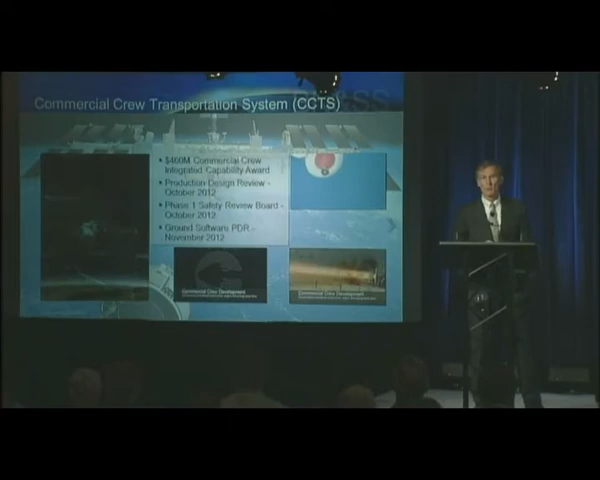 Commercial Crew Transportation System (CCTS)
$460M Commercial Crew
Integrated Capability Award
Production Design Review -
October 2012
Phase 1 Safety Review Board -
October 2012
Ground Software PDR -
November 2012
Commercial Crew Development
Commercial Crew Development